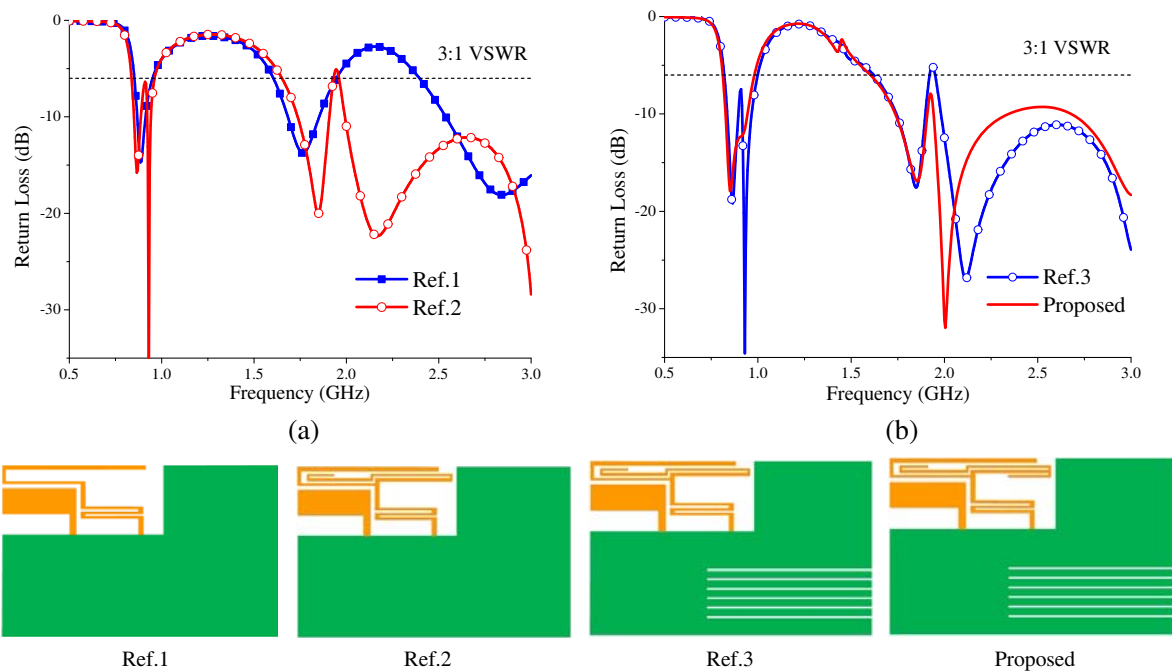 0
-10
-20
-30
Return Loss (dB)
3:1 VSWR
Ref.1
Ref.2
0.5 1.0 1.5 2.0 2.5 3.0
Frequency (GHz)
(a)
0
-10
-20
-30
Return Loss (dB)
3:1 VSWR
Ref.3
Proposed
0.5 1.0 1.5 2.0 2.5 3.0
Frequency (GHz)
(b)
Ref.1 Ref.2 Ref.3 Proposed